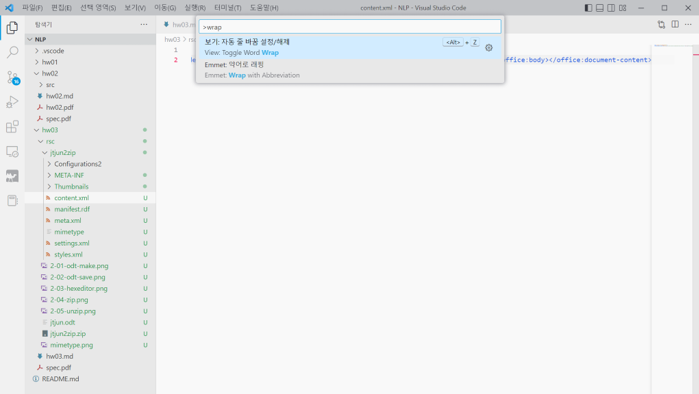 파일(F) 편집(E) 선택 영역(S) 보기(V) 이동(G) 실행(R) 터미널(T) 도움말(H) content.xml - NLP - Visual Studio Code
탐색기
NLP
.vscode
hw01
hw02
src
hw02.md
hw02.pdf
spec.pdf
hw03
rsc
jtjun2zip
Configurations2
META-INF
Thumbnails
content.xml U
manifest.rdf U
meta.xml U
mimetype U
settings.xml U
styles.xml U
2-01-odt-make.png U
2-02-odt-save.png U
2-03-hexeditor.png U
2-04-zip.png U
2-05-unzip.png U
jtjun.odt U
jtjun2zip.zip U
mimetype.png U
hw03.md
spec.pdf
README.md
16
hw03.m
hw03 > rsc
>wrap
보기: 자동 줄 바꿈 설정/해제 <Alt> + Z
View: Toggle Word Wrap
Emmet: 약어로 래핑
Emmet: Wrap with Abbreviation
1
2 office:body></office:document-content>